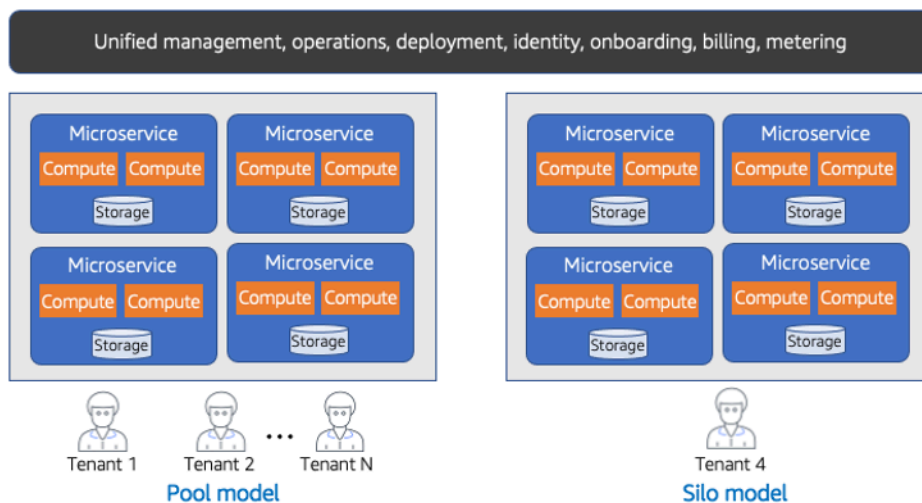 Unified management, operations, deployment, identity, onboarding, billing, metering
Microservice
Compute Compute
Storage
Microservice
Compute Compute
Storage
Microservice
Compute Compute
Storage
Microservice
Compute Compute
Storage
Tenant 1
Tenant 2
...
Tenant N
Pool model
Microservice
Compute Compute
Storage
Microservice
Compute Compute
Storage
Microservice
Compute Compute
Storage
Microservice
Compute Compute
Storage
Tenant 4
Silo model